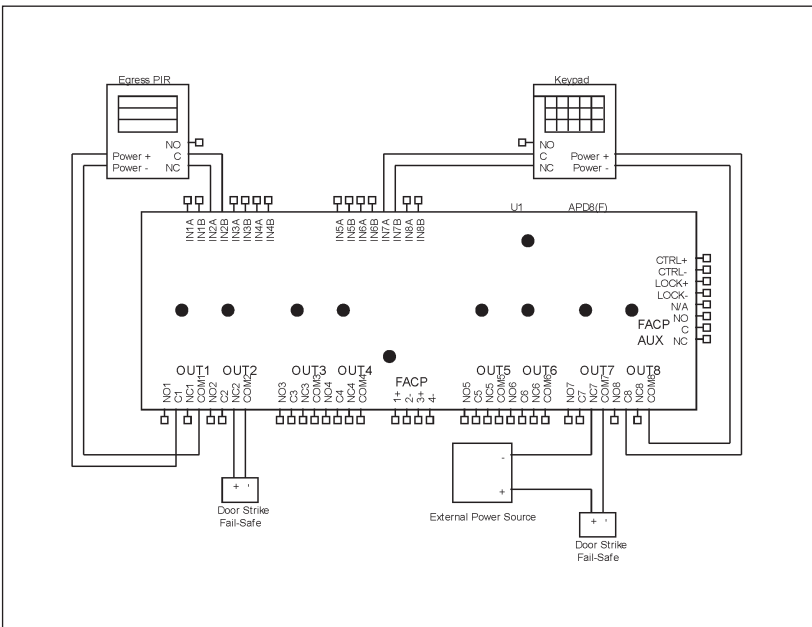 Egress PIR
Keypad
NO
C
NC
Power +
Power -
NO
C
NC
Power +
Power -
IN1A
IN1B
IN2A
IN2B
IN3A
IN3B
IN4A
IN4B
IN5A
IN5B
IN6A
IN6B
IN7A
IN7B
IN8A
IN8B
U1
APD8(F)
CTRL+
CTRL-
LOCK+
LOCK-
N/A
NO
C
NC
FACP
AUX
OUT1
OUT2
OUT3
OUT4
FACP
OUT5
OUT6
OUT7
OUT8
NO1
C1
NC1
COM1
NO2
C2
NC2
COM2
NO3
C3
NC3
COM3
NO4
C4
NC4
COM4
1+
2-
3+
4-
NO5
C5
NC5
COM5
NO6
C6
NC6
COM6
NO7
C7
NC7
COM7
NO8
C8
NC8
COM8
+ -
Door Strike
Fail-Safe
-
+
External Power Source
+ -
Door Strike
Fail-Safe